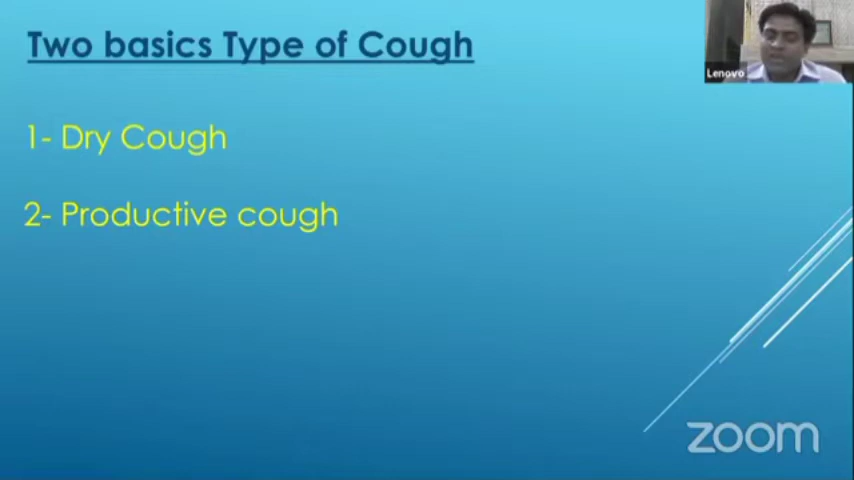 Two basics Type of Cough
Lenovo
1- Dry Cough
2- Productive cough
zoom